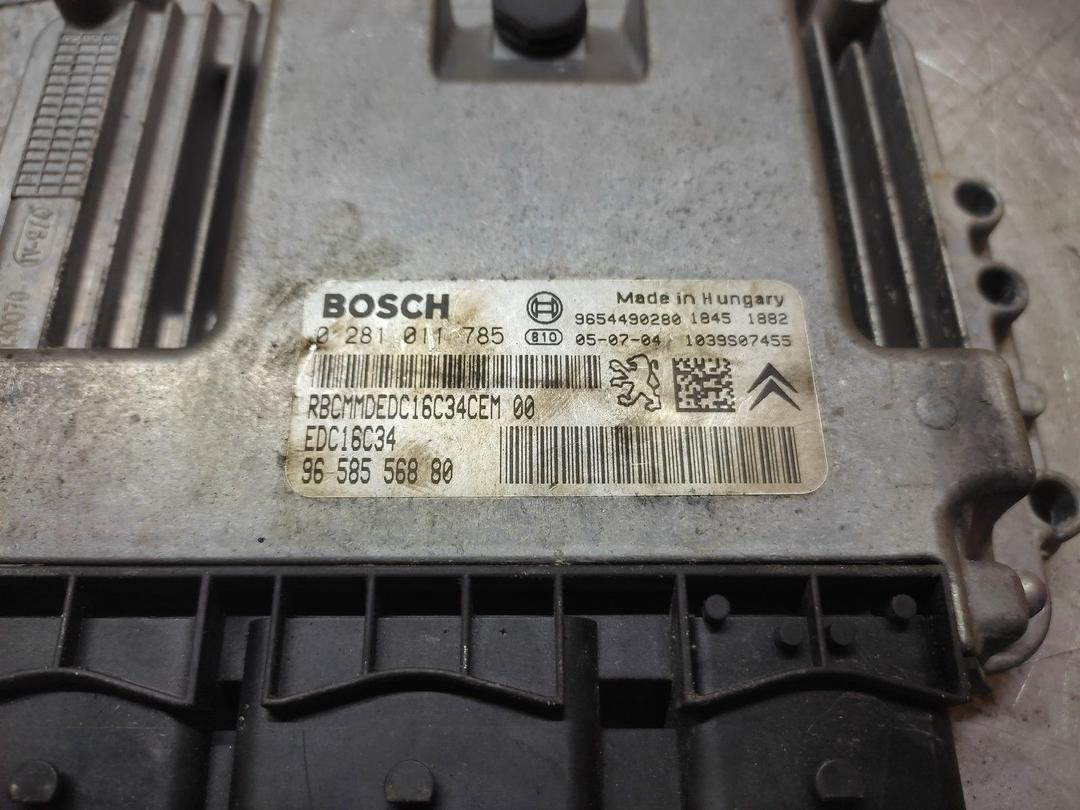 BOSCH
Made in Hungary
9654490280 1845 1882
0 281 011 785
810 05-07-04 1039S07455
RBCMMDEDC16C34CEM 00
EDC16C34
96 585 568 80